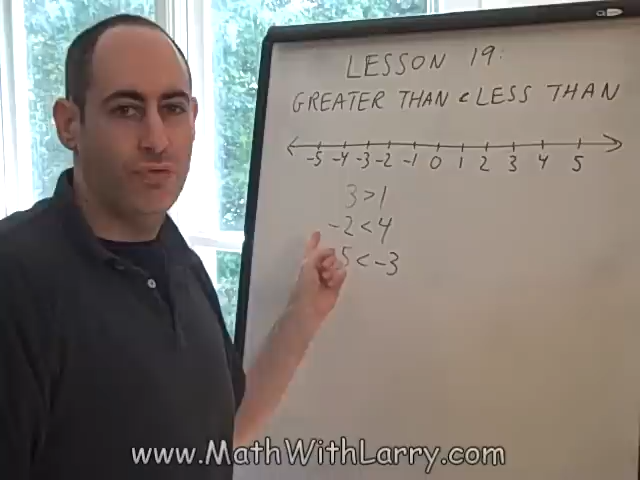 LESSON 19:
GREATER THAN & LESS THAN
-5 -4 -3 -2 -1 0 1 2 3 4 5
3 > 1
-2 < 4
5 < -3
www.MathWithLarry.com